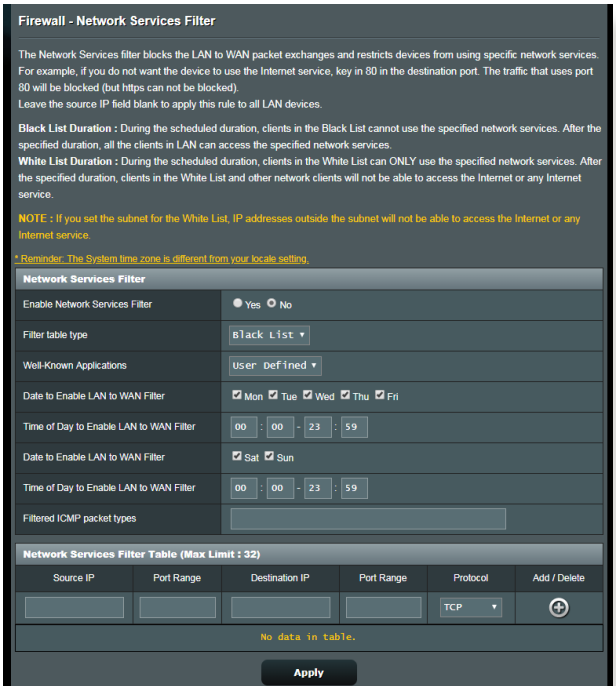 Firewall - Network Services Filter
The Network Services filter blocks the LAN to WAN packet exchanges and restricts devices from using specific network services.
For example, if you do not want the device to use the Internet service, key in 80 in the destination port. The traffic that uses port
80 will be blocked (but https can not be blocked).
Leave the source IP field blank to apply this rule to all LAN devices.
Black List Duration : During the scheduled duration, clients in the Black List cannot use the specified network services. After the
specified duration, all the clients in LAN can access the specified network services.
White List Duration : During the scheduled duration, clients in the White List can ONLY use the specified network services. After
the specified duration, clients in the White List and other network clients will not be able to access the Internet or any Internet
service.
NOTE : If you set the subnet for the White List, IP addresses outside the subnet will not be able to access the Internet or any
Internet service.
* Reminder: The System time zone is different from your locale setting.
Network Services Filter
Enable Network Services Filter Yes No
Filter table type Black List
Well-Known Applications User Defined
Date to Enable LAN to WAN Filter Mon Tue Wed Thu Fri
Time of Day to Enable LAN to WAN Filter 00 : 00 - 23 : 59
Date to Enable LAN to WAN Filter Sat Sun
Time of Day to Enable LAN to WAN Filter 00 : 00 - 23 : 59
Filtered ICMP packet types
Network Services Filter Table (Max Limit : 32)
Source IP Port Range Destination IP Port Range Protocol Add / Delete
TCP
No data in table.
Apply